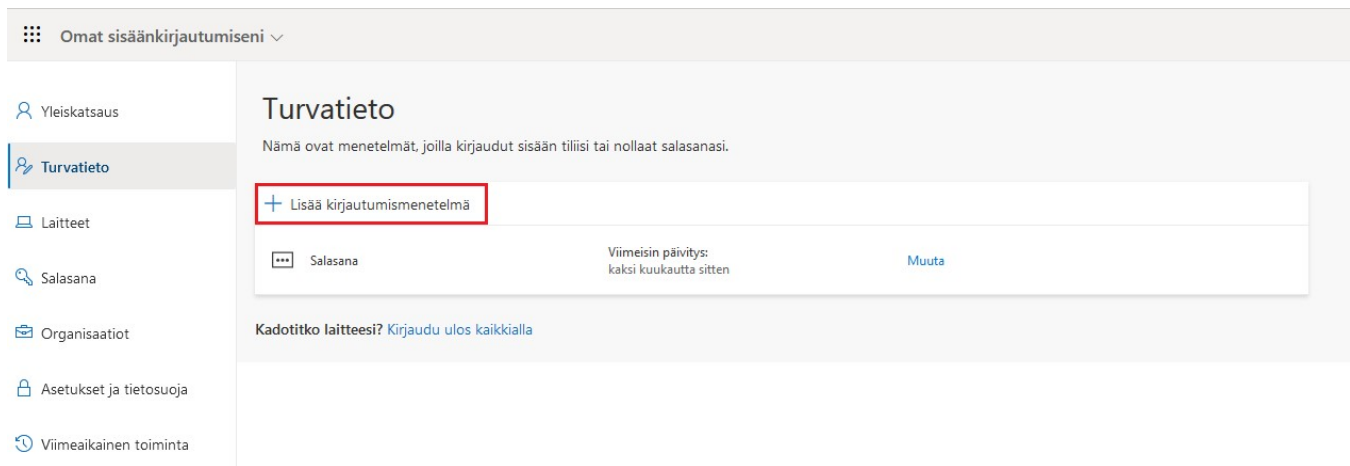 Omat sisäänkirjautumiseni
Yleiskatsaus
Turvatieto
Laitteet
Salasana
Organisaatiot
Asetukset ja tietosuoja
Viimeaikainen toiminta
Turvatieto
Nämä ovat menetelmät, joilla kirjaudut sisään tiliisi tai nollaat salasanasi.
+ Lisää kirjautumismenetelmä
Salasana
Viimeisin päivitys:
kaksi kuukautta sitten
Muuta
Kadotitko laitteesi? Kirjaudu ulos kaikkialla